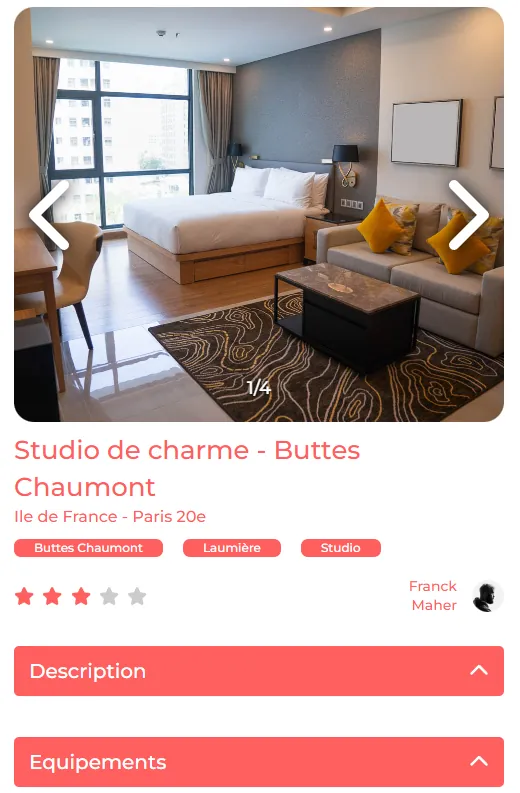 1/4
Studio de charme - Buttes
Chaumont
Ile de France - Paris 20e
Buttes Chaumont Laumière Studio
Franck
Maher
Description
Equipements